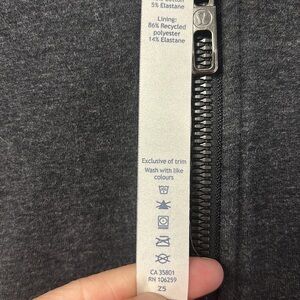 5% Elastane
Lining:
86% Recycled
polyester
14% Elastane
Exclusive of trim
Wash with like
colours
CA 35801
RN 106259